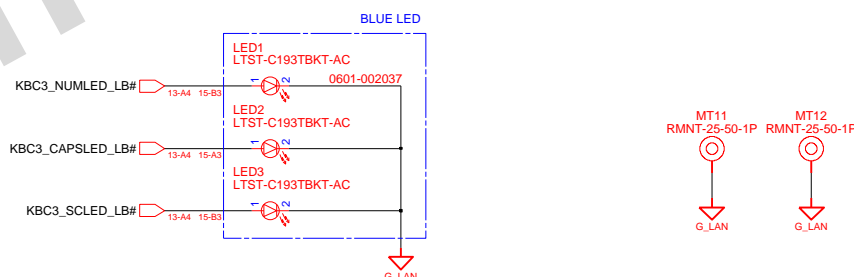 BLUE LED
LED1
LTST-C193TBKT-AC
KBC3_NUMLED_LB#
13-A4 15-B3
1 2
0601-002037
LED2
LTST-C193TBKT-AC
KBC3_CAPSLED_LB#
13-A4 15-A3
1 2
LED3
LTST-C193TBKT-AC
KBC3_SCLED_LB#
13-A4 15-B3
1 2
G_LAN
MT11
RMNT-25-50-1P
G_LAN
MT12
RMNT-25-50-1P
G_LAN